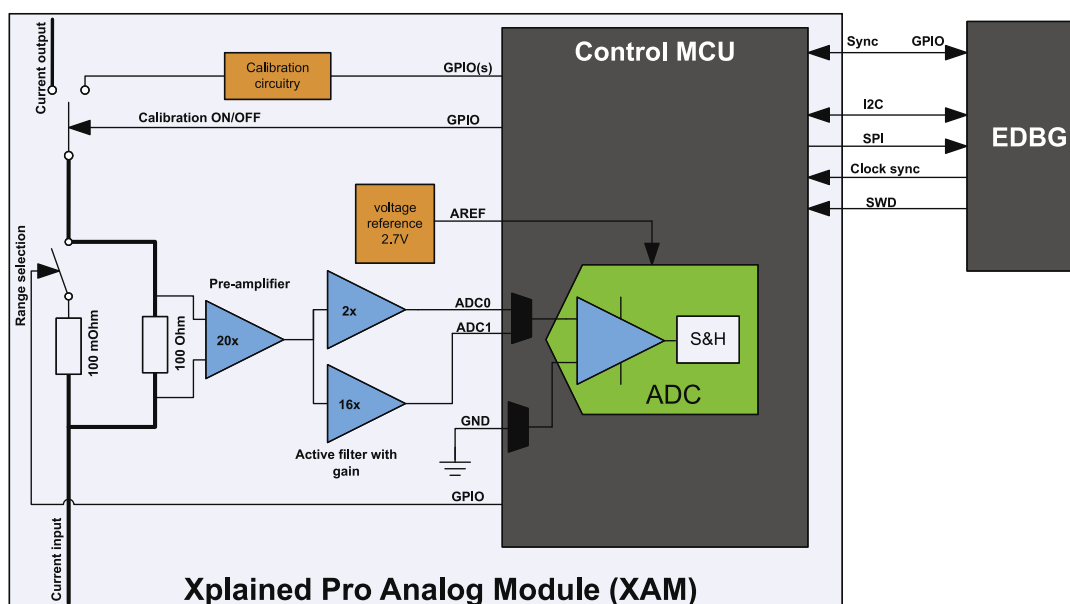 Current output
Calibration
circuitry
GPIO(s)
Control MCU
Sync
GPIO
Calibration ON/OFF
GPIO
I2C
SPI
EDBG
Clock sync
SWD
voltage
reference
2.7V
AREF
Range selection
Pre-amplifier
100 mOhm
100 Ohm
20x
2x
16x
ADC0
ADC1
S&H
ADC
GND
Active filter with
gain
GPIO
Current input
Xplained Pro Analog Module (XAM)